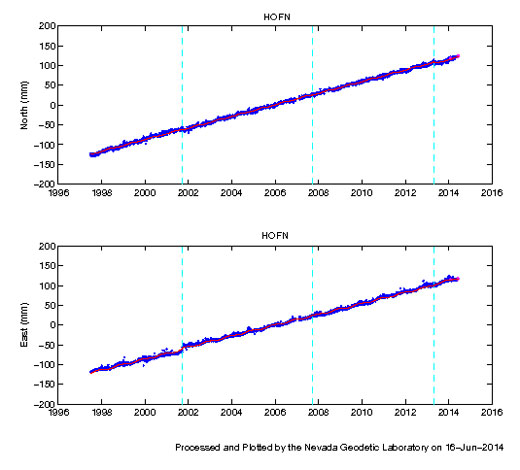 HOFN
200
150
100
50
0
−50
−100
−150
−200
North (mm)
1996 1998 2000 2002 2004 2006 2008 2010 2012 2014 2016
HOFN
200
150
100
50
0
−50
−100
−150
−200
East (mm)
1996 1998 2000 2002 2004 2006 2008 2010 2012 2014 2016
Processed and Plotted by the Nevada Geodetic Laboratory on 16−Jun−2014